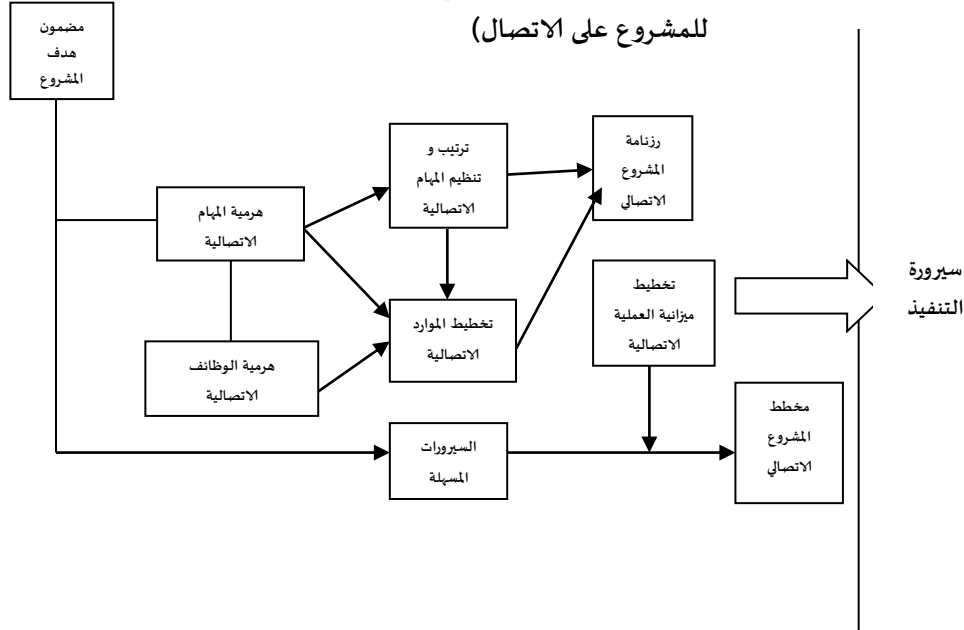 للمشروع على الاتصال)
مضمون
هدف
المشروع
ترتيب و
تنظيم المهام
الاتصالية
رزنامة
المشروع
الاتصالي
هرمية المهام
الاتصالية
تخطيط
ميزانية العملية
الاتصالية
سيرورة
التنفيذ
تخطيط الموارد
الاتصالية
هرمية الوظائف
الاتصالية
مخطط
المشروع
الاتصالي
السيرورات
المسهلة